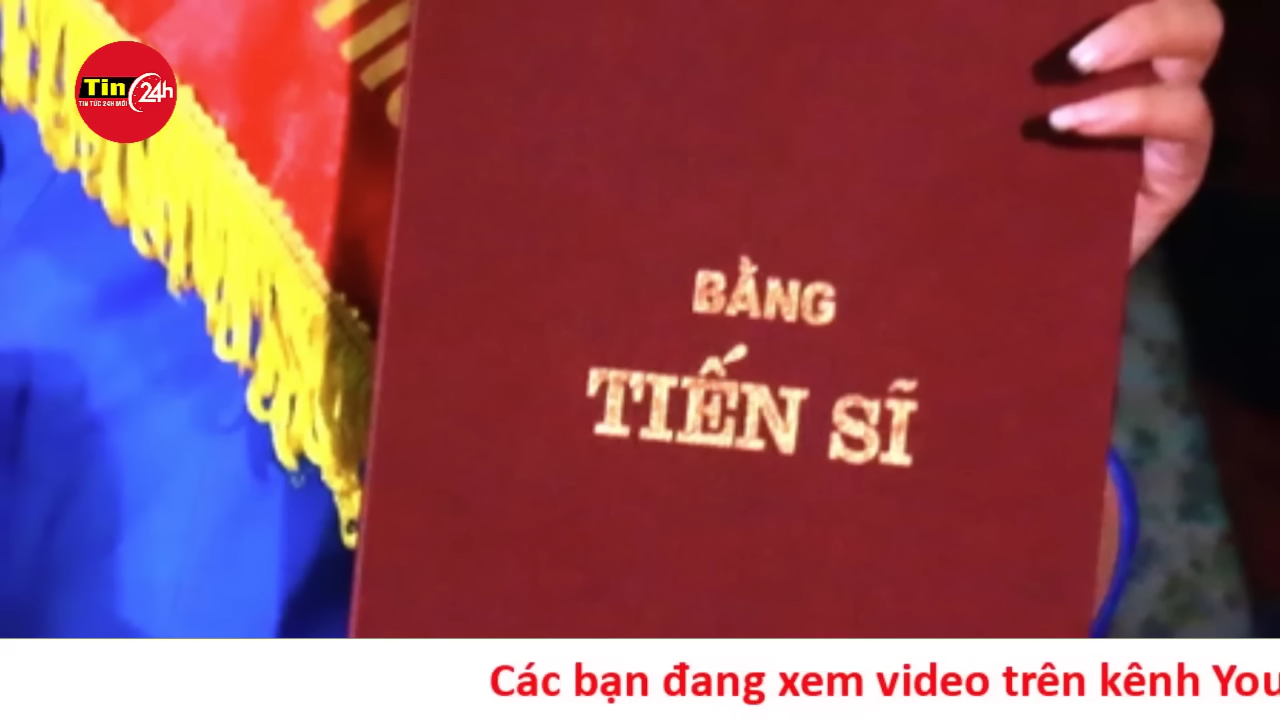 Tin 24h
TIN TỨC 24H MỚI
BẰNG
TIẾN SĨ
Các bạn đang xem video trên kênh You